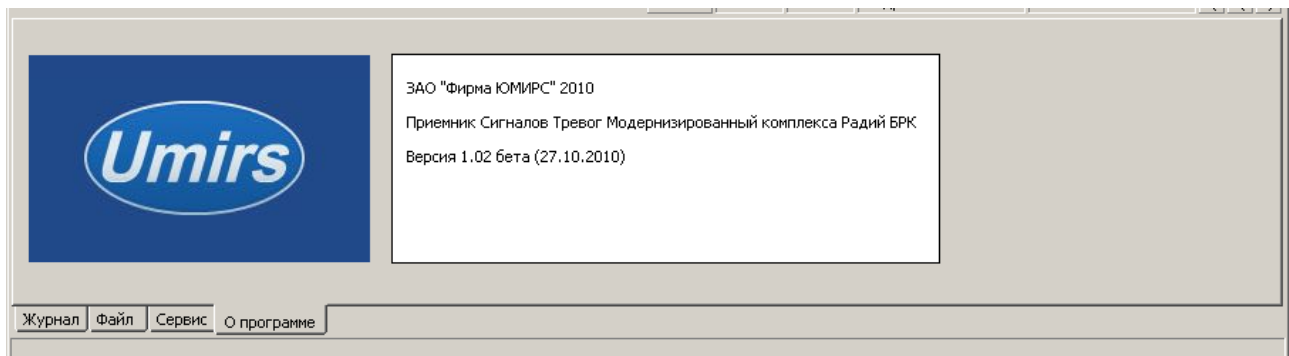 Umirs
ЗАО "Фирма ЮМИРС" 2010
Приемник Сигналов Тревог Модернизированный комплекса Радий БРК
Версия 1.02 бета (27.10.2010)
Журнал Файл Сервис О программе